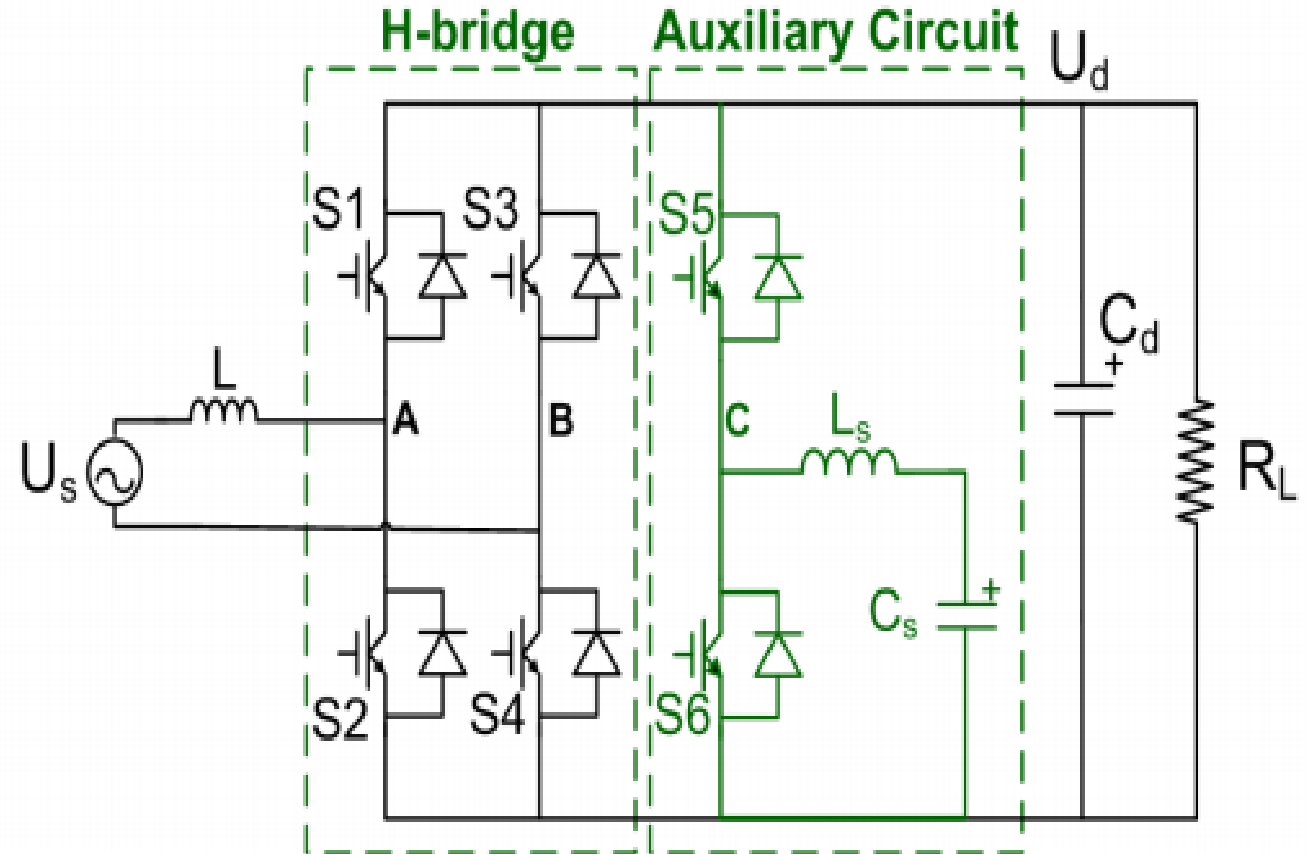 H-bridge
Auxiliary Circuit
Ud
S1
S3
S5
Cd
+
L
A
B
C
Ls
Us
RL
Cs
+
S2
S4
S6